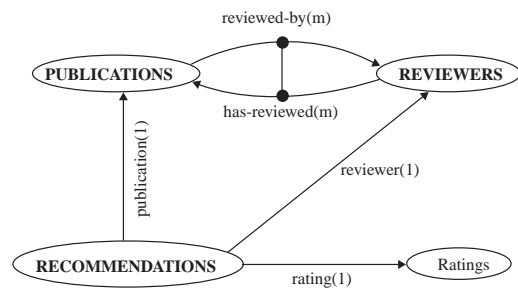 reviewed-by(m)
PUBLICATIONS
REVIEWERS
has-reviewed(m)
publication(1)
reviewer(1)
RECOMMENDATIONS
Ratings
rating(1)